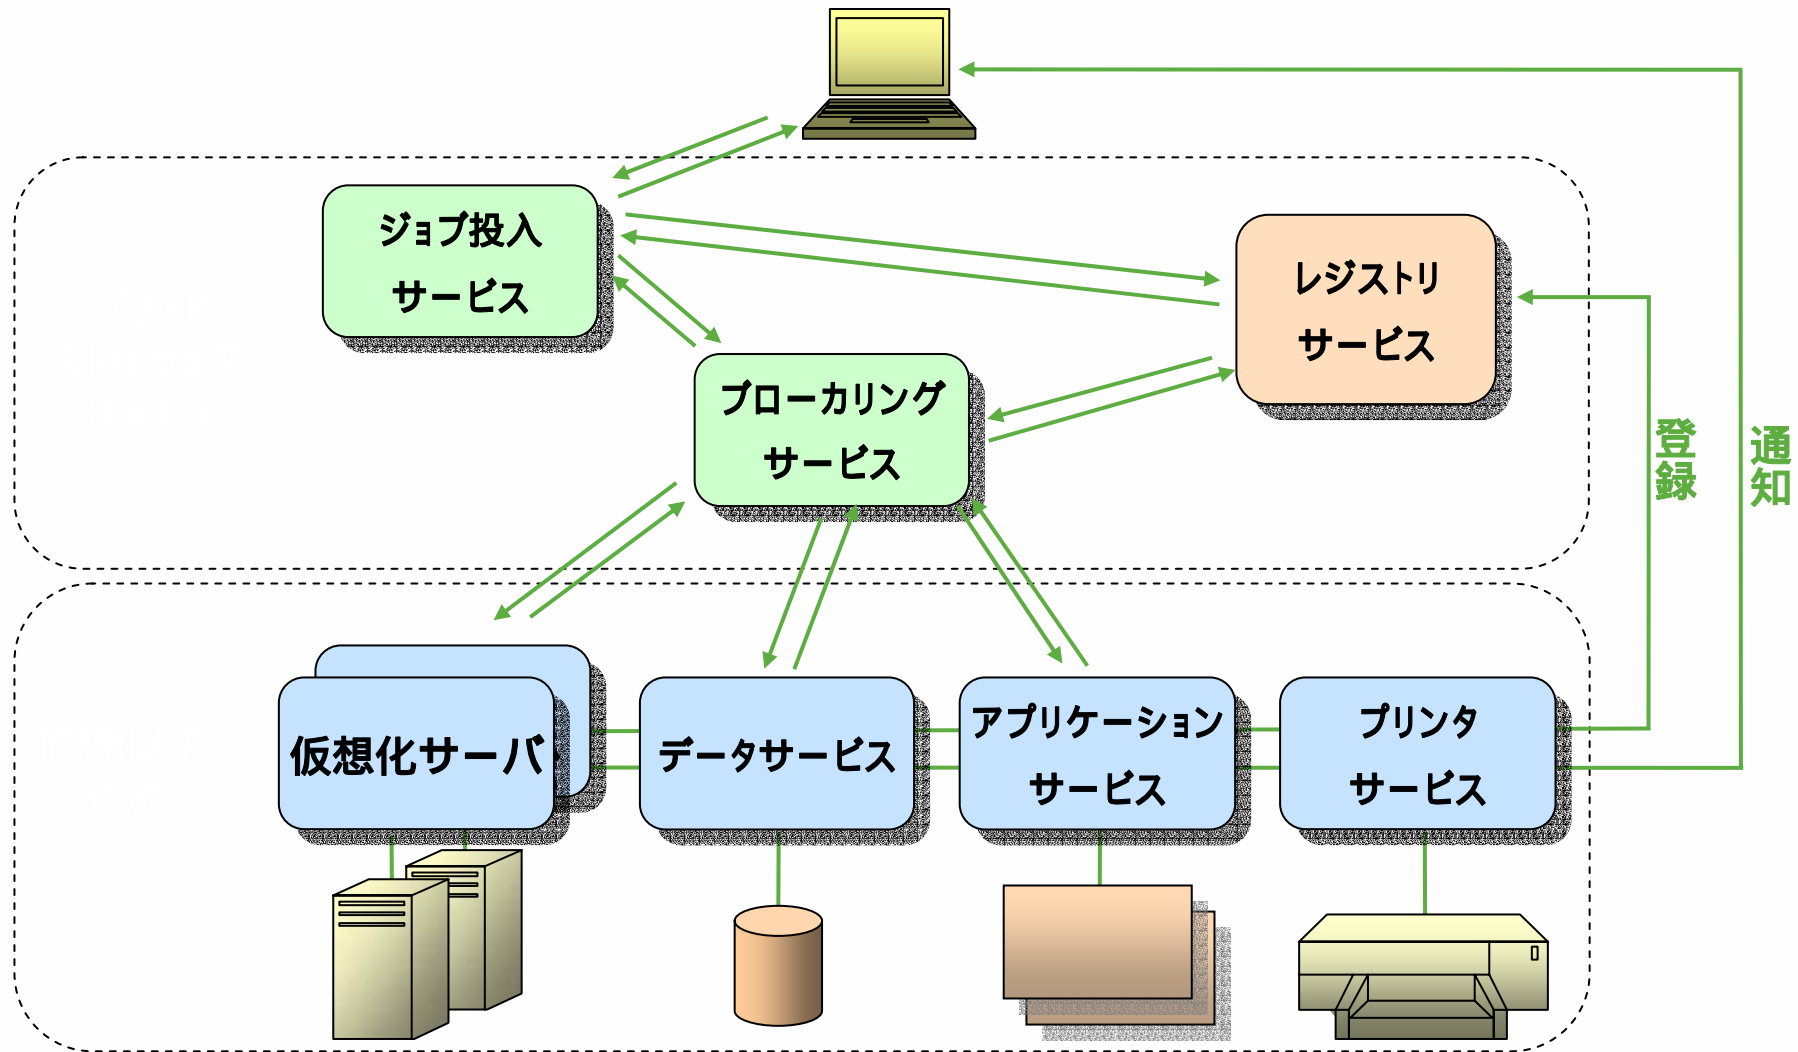 ジョブ投入
サービス
レジストリ
サービス
ブローカリング
サービス
登録
通知
仮想化サーバ
データサービス
アプリケーション
サービス
プリンタ
サービス